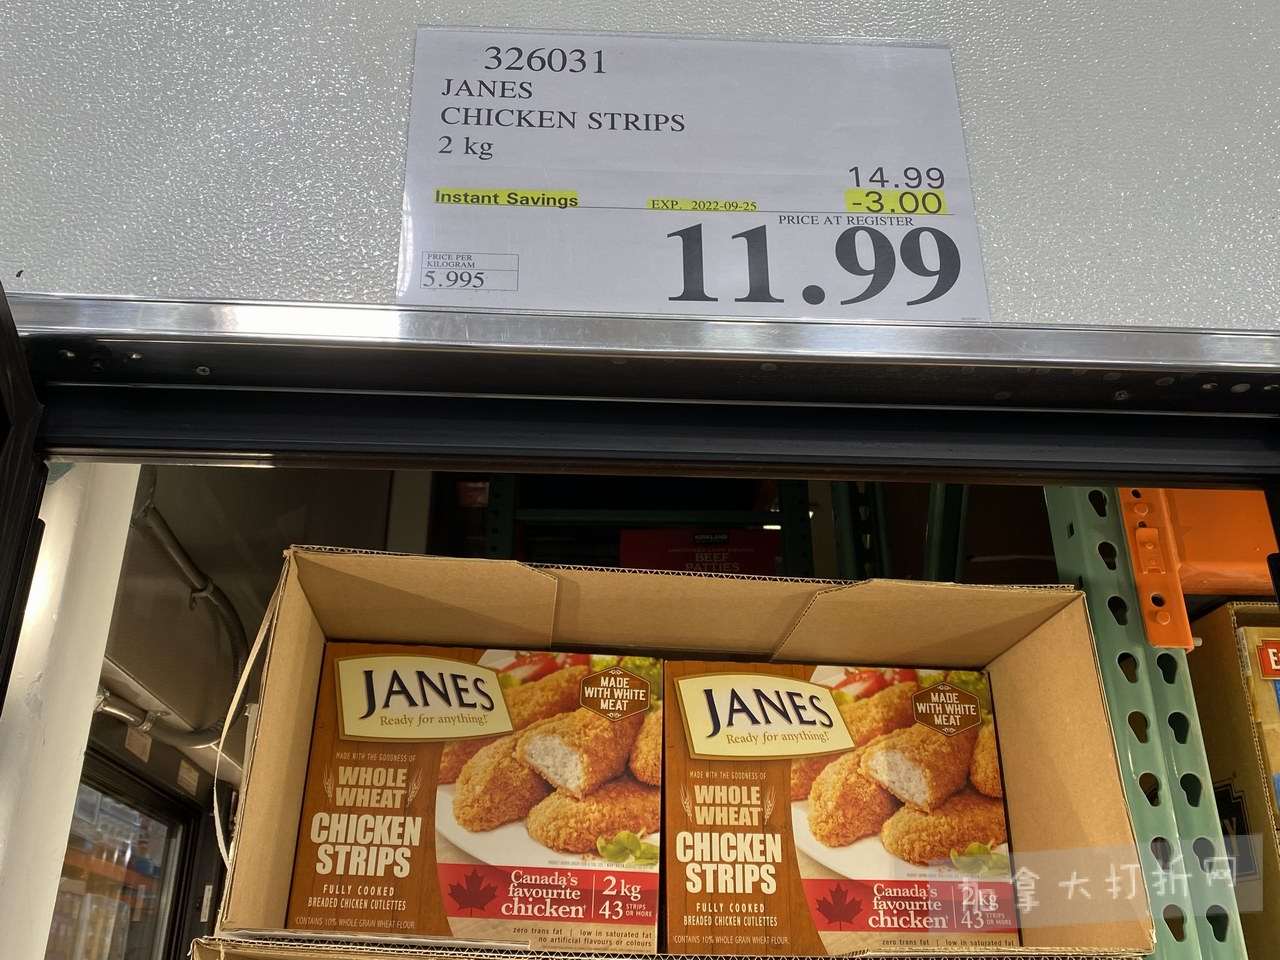 326031
JANES
CHICKEN STRIPS
2 kg
14.99
Instant Savings EXP. 2022-09-25 -3.00
PRICE AT REGISTER
11.99
PRICE PER
KILOGRAM
5.995
KIRKLAND
BEEF
PATTIES
JANES
Ready for anything!
MADE
WITH WHITE
MEAT
MADE WITH THE GOODNESS OF
WHOLE
WHEAT
CHICKEN
STRIPS
FULLY COOKED
BREADED CHICKEN CUTLETTES
CONTAINS 10% WHOLE GRAIN WHEAT FLOUR.
Canada's
favourite
chicken
2 kg
43 STRIPS
OR MORE
zero trans fat | low in saturated fat
no artificial flavours or colours
JANES
Ready for anything!
MADE
WITH WHITE
MEAT
MADE WITH THE GOODNESS OF
WHOLE
WHEAT
CHICKEN
STRIPS
FULLY COOKED
BREADED CHICKEN CUTLETTES
CONTAINS 10% WHOLE GRAIN WHEAT FLOUR.
Canada's
favourite
chicken
2 kg
43 STRIPS
OR MORE
zero trans fat | low in saturated fat
加拿大打折网